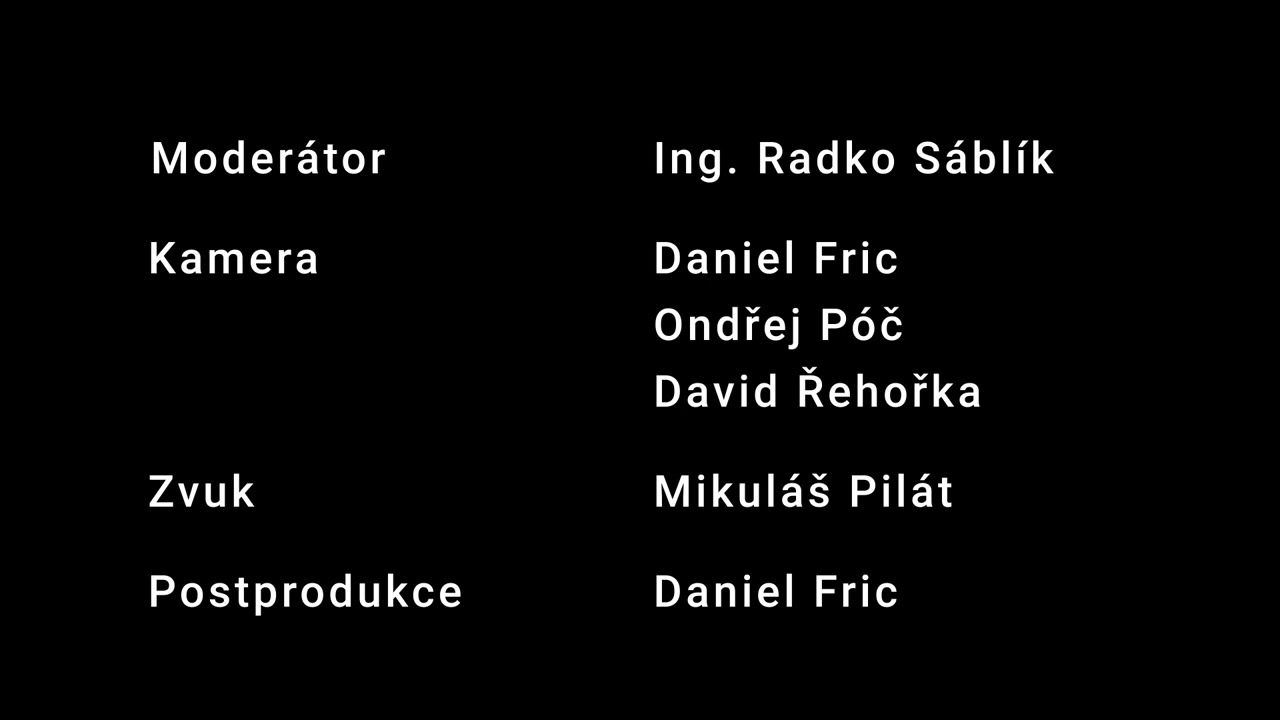 Moderátor Ing. Radko Sáblík
Kamera Daniel Fric
Ondřej Póč
David Řehořka
Zvuk Mikuláš Pilát
Postprodukce Daniel Fric